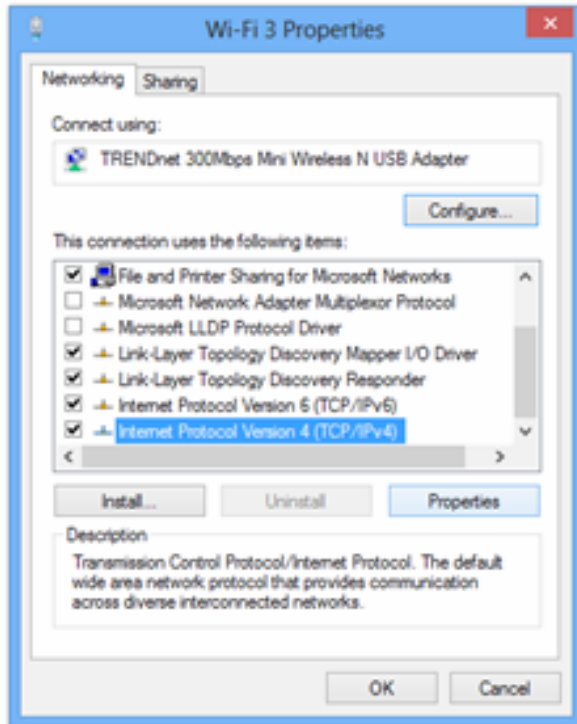 Wi-Fi 3 Properties
Networking
Sharing
Connect using:
TRENDnet 300Mbps Mini Wireless N USB Adapter
Configure...
This connection uses the following items:
File and Printer Sharing for Microsoft Networks
Microsoft Network Adapter Multiplexor Protocol
Microsoft LLDP Protocol Driver
Link-Layer Topology Discovery Mapper I/O Driver
Link-Layer Topology Discovery Responder
Internet Protocol Version 6 (TCP/IPv6)
Internet Protocol Version 4 (TCP/IPv4)
Install...
Uninstall
Properties
Description
Transmission Control Protocol/Internet Protocol. The default
wide area network protocol that provides communication
across diverse interconnected networks.
OK
Cancel